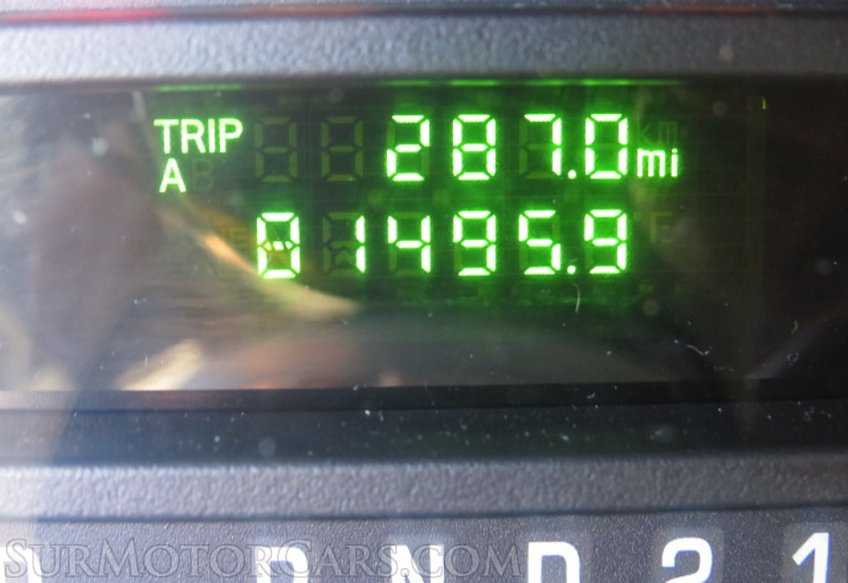 TRIP 287.0 mi
A
01495.9
N D 2 1
SurMotorCars.com